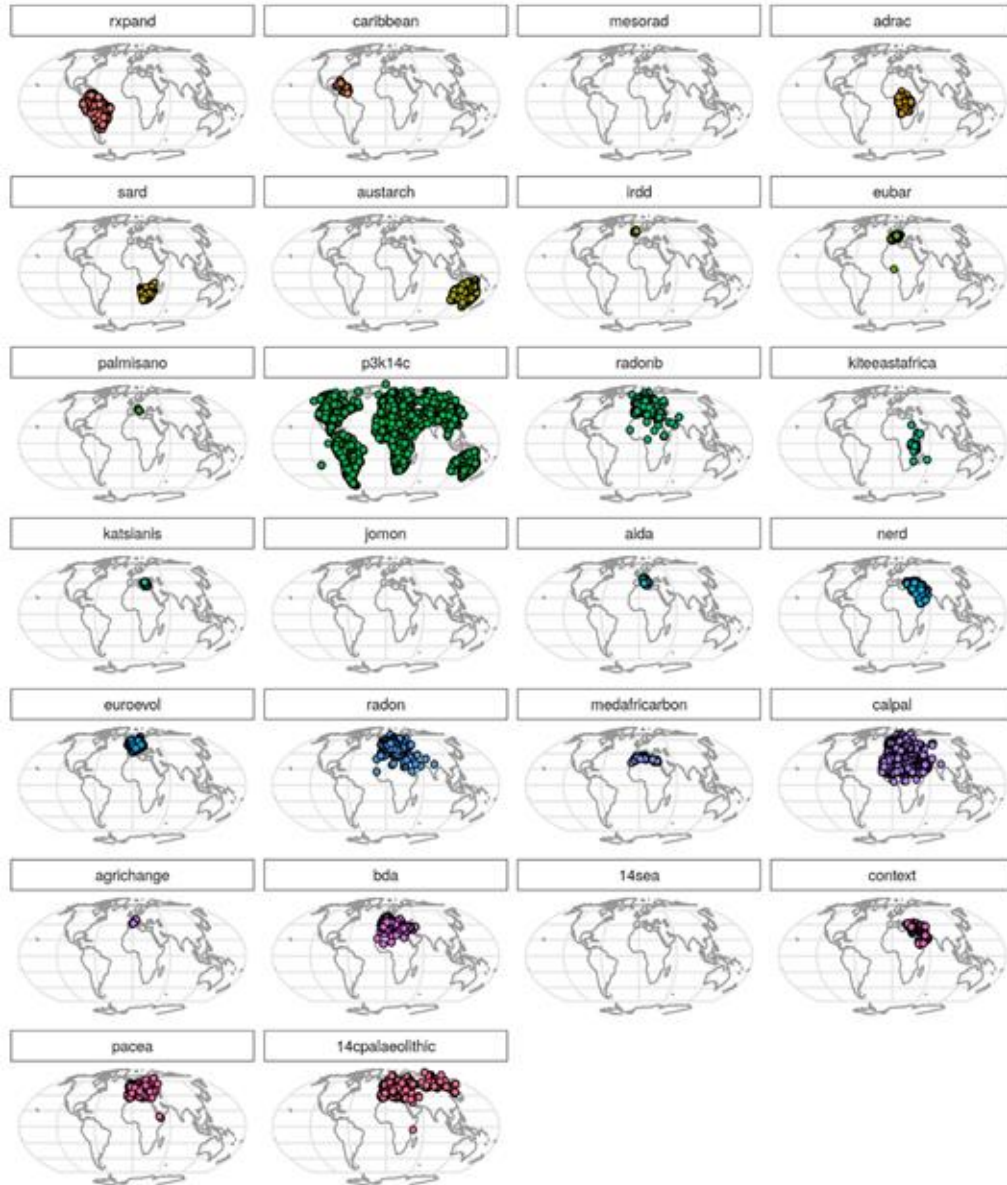 rxpand caribbean mesorad adrac
sard austarch irdd eubar
palmisano p3k14c radonb kiteeastafrica
katsianis jomon aida nerd
euroevol radon medafricarbon calpal
agrichange bda 14sea context
pacea 14cpalaeolithic